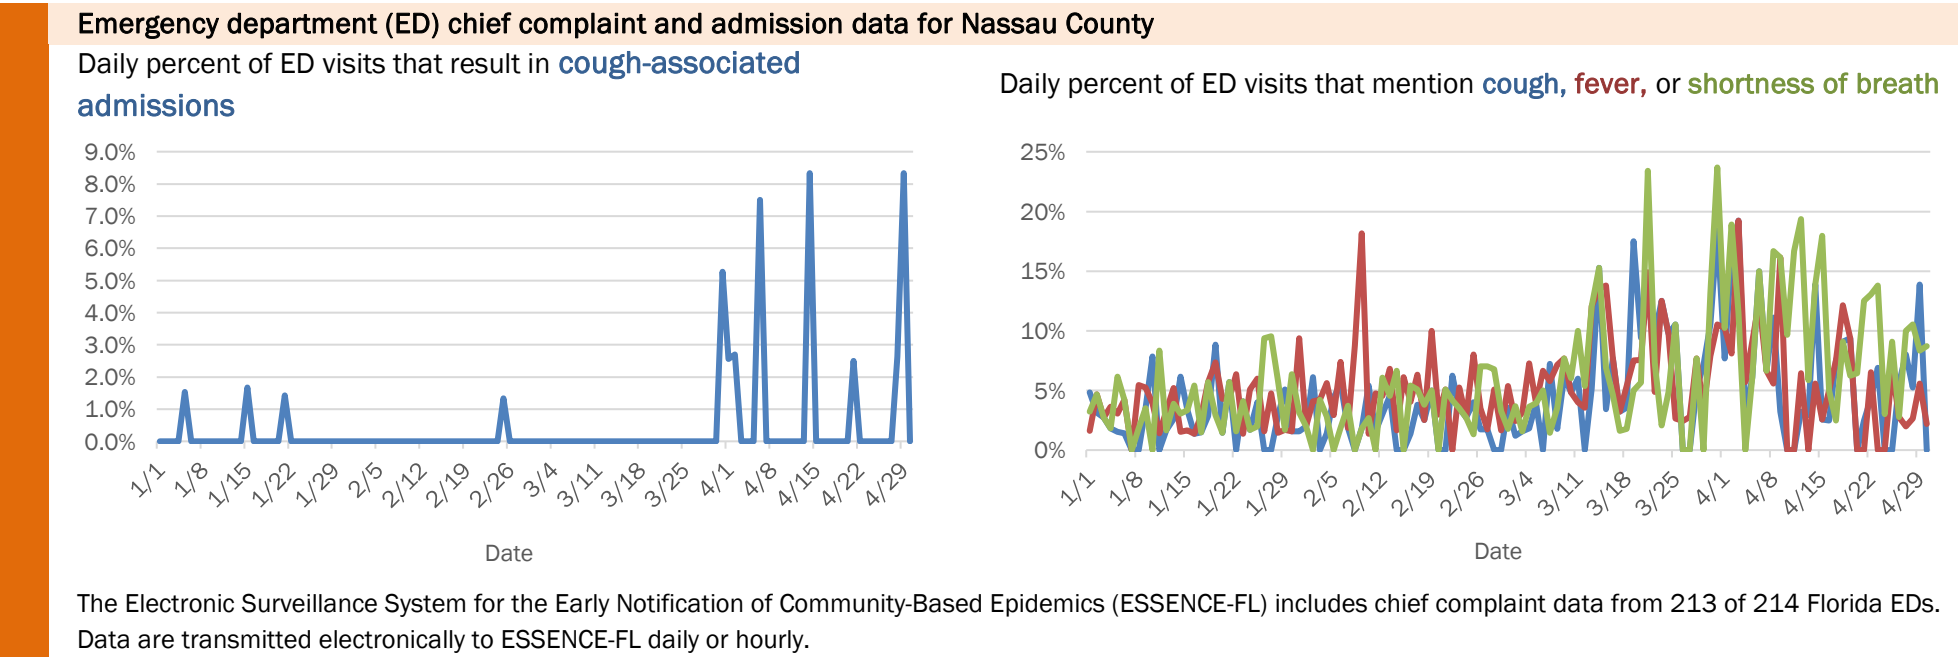 Emergency department (ED) chief complaint and admission data for Nassau County
Daily percent of ED visits that result in cough-associated
admissions
9.0%
8.0%
7.0%
6.0%
5.0%
4.0%
3.0%
2.0%
1.0%
0.0%
1/1 1/8 1/15 1/22 1/29 2/5 2/12 2/19 2/26 3/4 3/11 3/18 3/25 4/1 4/8 4/15 4/22 4/29
Date
Daily percent of ED visits that mention cough, fever, or shortness of breath
25%
20%
15%
10%
5%
0%
1/1 1/8 1/15 1/22 1/29 2/5 2/12 2/19 2/26 3/4 3/11 3/18 3/25 4/1 4/8 4/15 4/22 4/29
Date
The Electronic Surveillance System for the Early Notification of Community-Based Epidemics (ESSENCE-FL) includes chief complaint data from 213 of 214 Florida EDs.
Data are transmitted electronically to ESSENCE-FL daily or hourly.